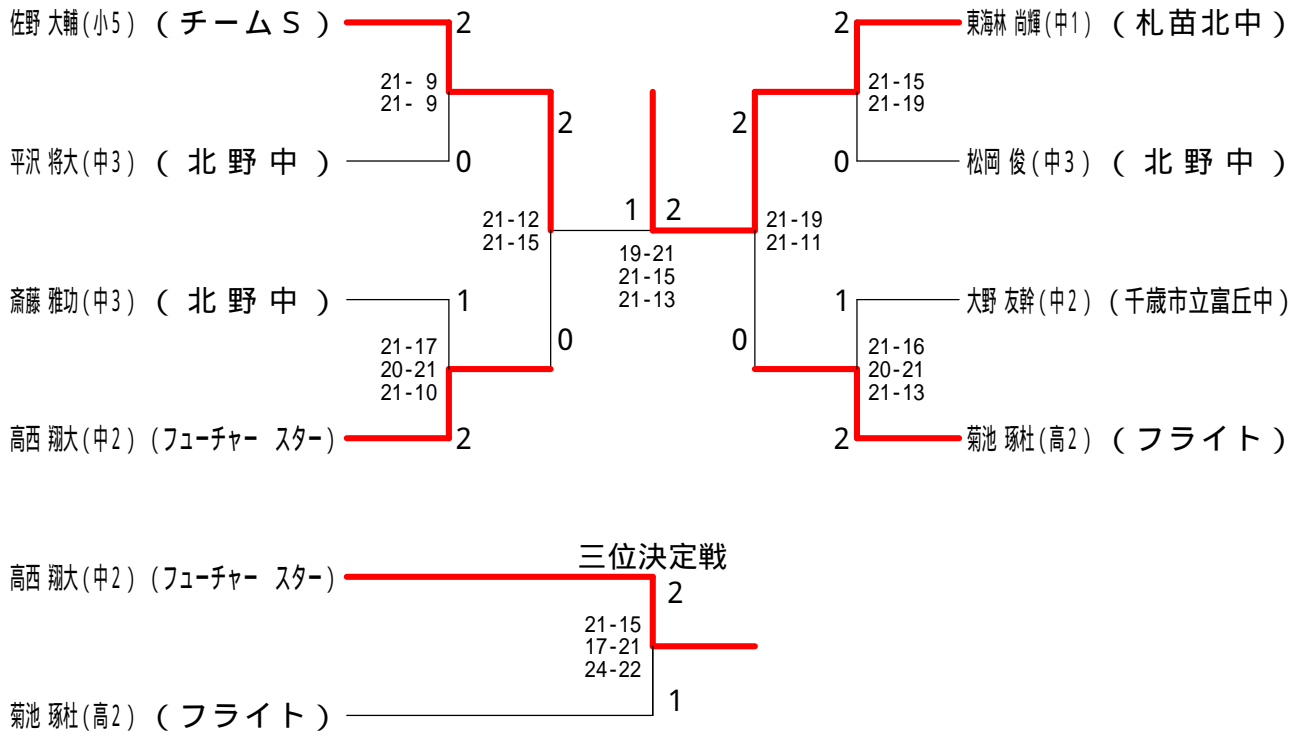 佐野 大輔(小5) (チームS) 2
2 東海林 尚輝(中1) (札苗北中)
21- 9
21- 9
21-15
21-19
2
2
平沢 将大(中3) (北野中) 0
0 松岡 俊(中3) (北野中)
21-12
21-15
1 2
21-19
21-11
19-21
21-15
21-13
斎藤 雅功(中3) (北野中) 1
1 大野 友幹(中2) (千歳市立富丘中)
0
0
21-17
20-21
21-10
21-16
20-21
21-13
高西 翔大(中2) (フューチャー スター) 2
2 菊池 琢杜(高2) (フライト)
三位決定戦
高西 翔大(中2) (フューチャー スター) 2
21-15
17-21
24-22
菊池 琢杜(高2) (フライト) 1